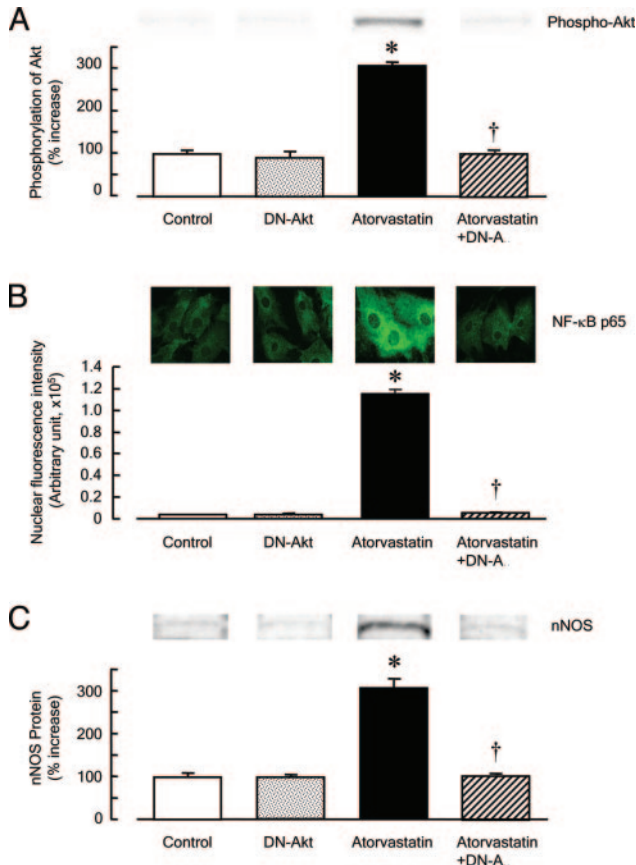 A
Phospho-Akt
Phosphorylation of Akt
(% increase)
300
200
100
0
*
†
Control
DN-Akt
Atorvastatin
Atorvastatin
+DN-A..
B
NF-κB p65
Nuclear fluorescence intensity
(Arbitrary unit, x10⁵)
1.4
1.2
1.0
0.8
0.6
0.4
0.2
0
*
†
Control
DN-Akt
Atorvastatin
Atorvastatin
+DN-A..
C
nNOS
nNOS Protein
(% increase)
300
200
100
0
*
†
Control
DN-Akt
Atorvastatin
Atorvastatin
+DN-A..